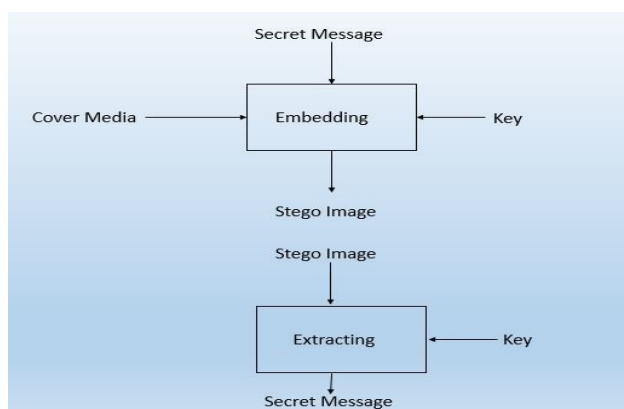 Secret Message
Cover Media Embedding Key
Stego Image
Stego Image
Extracting Key
Secret Message